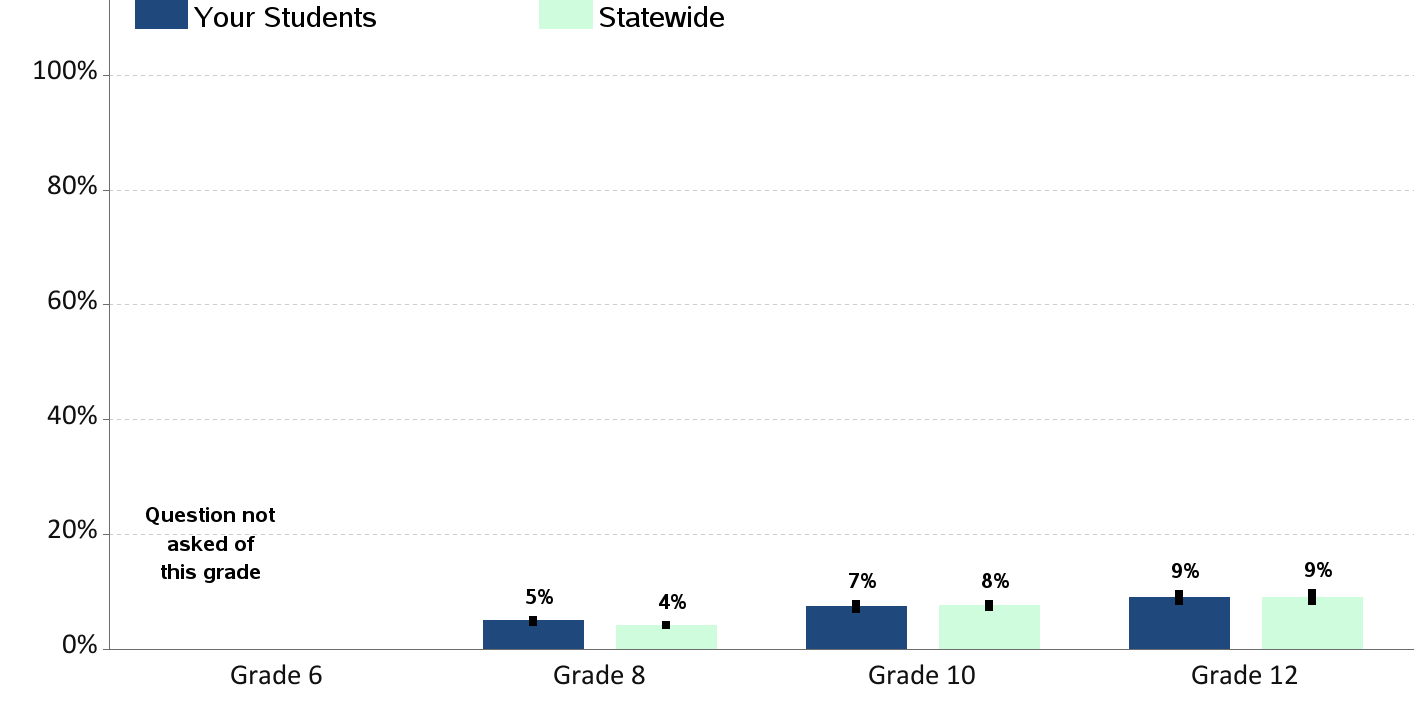 Your Students Statewide
100%
80%
60%
40%
20%
0%
Question not
asked of
this grade
5% 4% 7% 8% 9% 9%
Grade 6 Grade 8 Grade 10 Grade 12